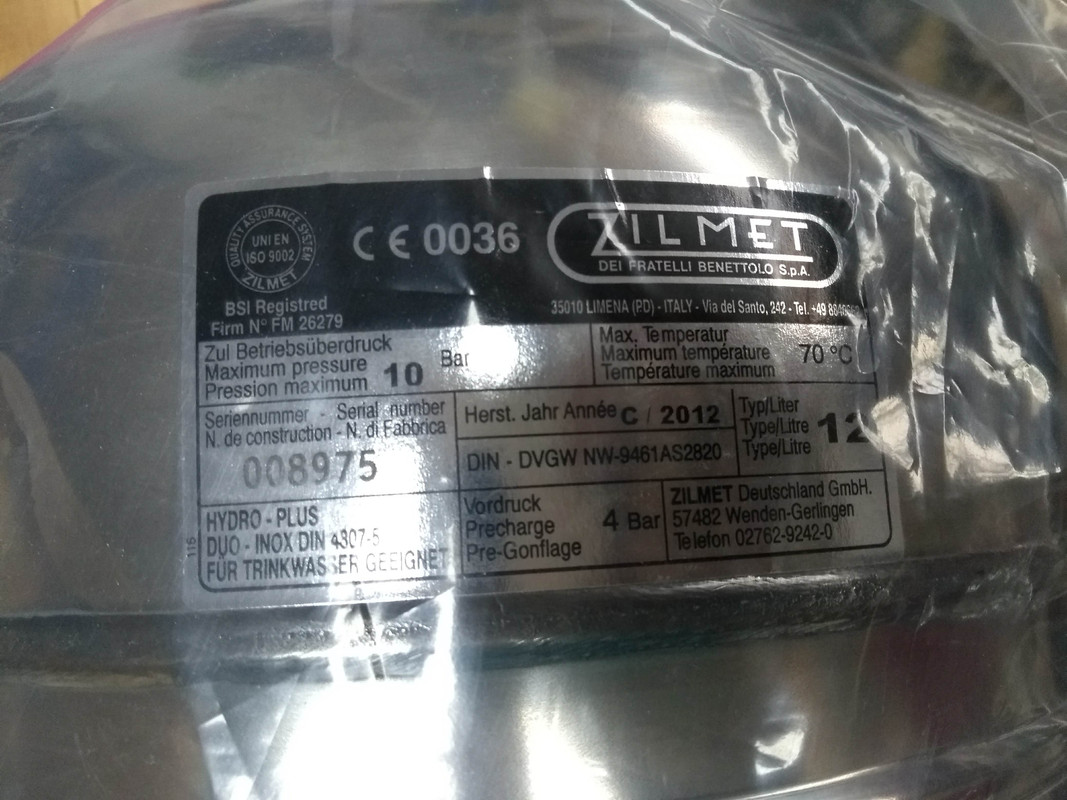 QUALITY ASSURANCE SYSTEM
UNI EN
ISO 9002
ZILMET
BSI Registred
Firm N° FM 26279
CE 0036
ZILMET
DEI FRATELLI BENETTOLO S.p.A.
35010 LIMENA (PD) - ITALY - Via del Santo, 242 - Tel. +49
Zul Betriebsüberdruck
Maximum pressure
Pression maximum 10 Bar
Max. Temperatur
Maximum température 70 °C
Température maximum
Seriennummer - Serial number
N. de construction - N. di Fabbrica
008975
Herst. Jahr Année C / 2012
DIN - DVGW NW-9461AS2820
Typ/Liter
Type/Litre 12
Type/Litre
HYDRO - PLUS
DUO - INOX DIN 4807-5
FÜR TRINKWASSER GEEIGNET
Vordruck
Precharge 4 Bar
Pre-Gonflage
ZILMET Deutschland GmbH.
57482 Wenden-Gerlingen
Telefon 02762-9242-0